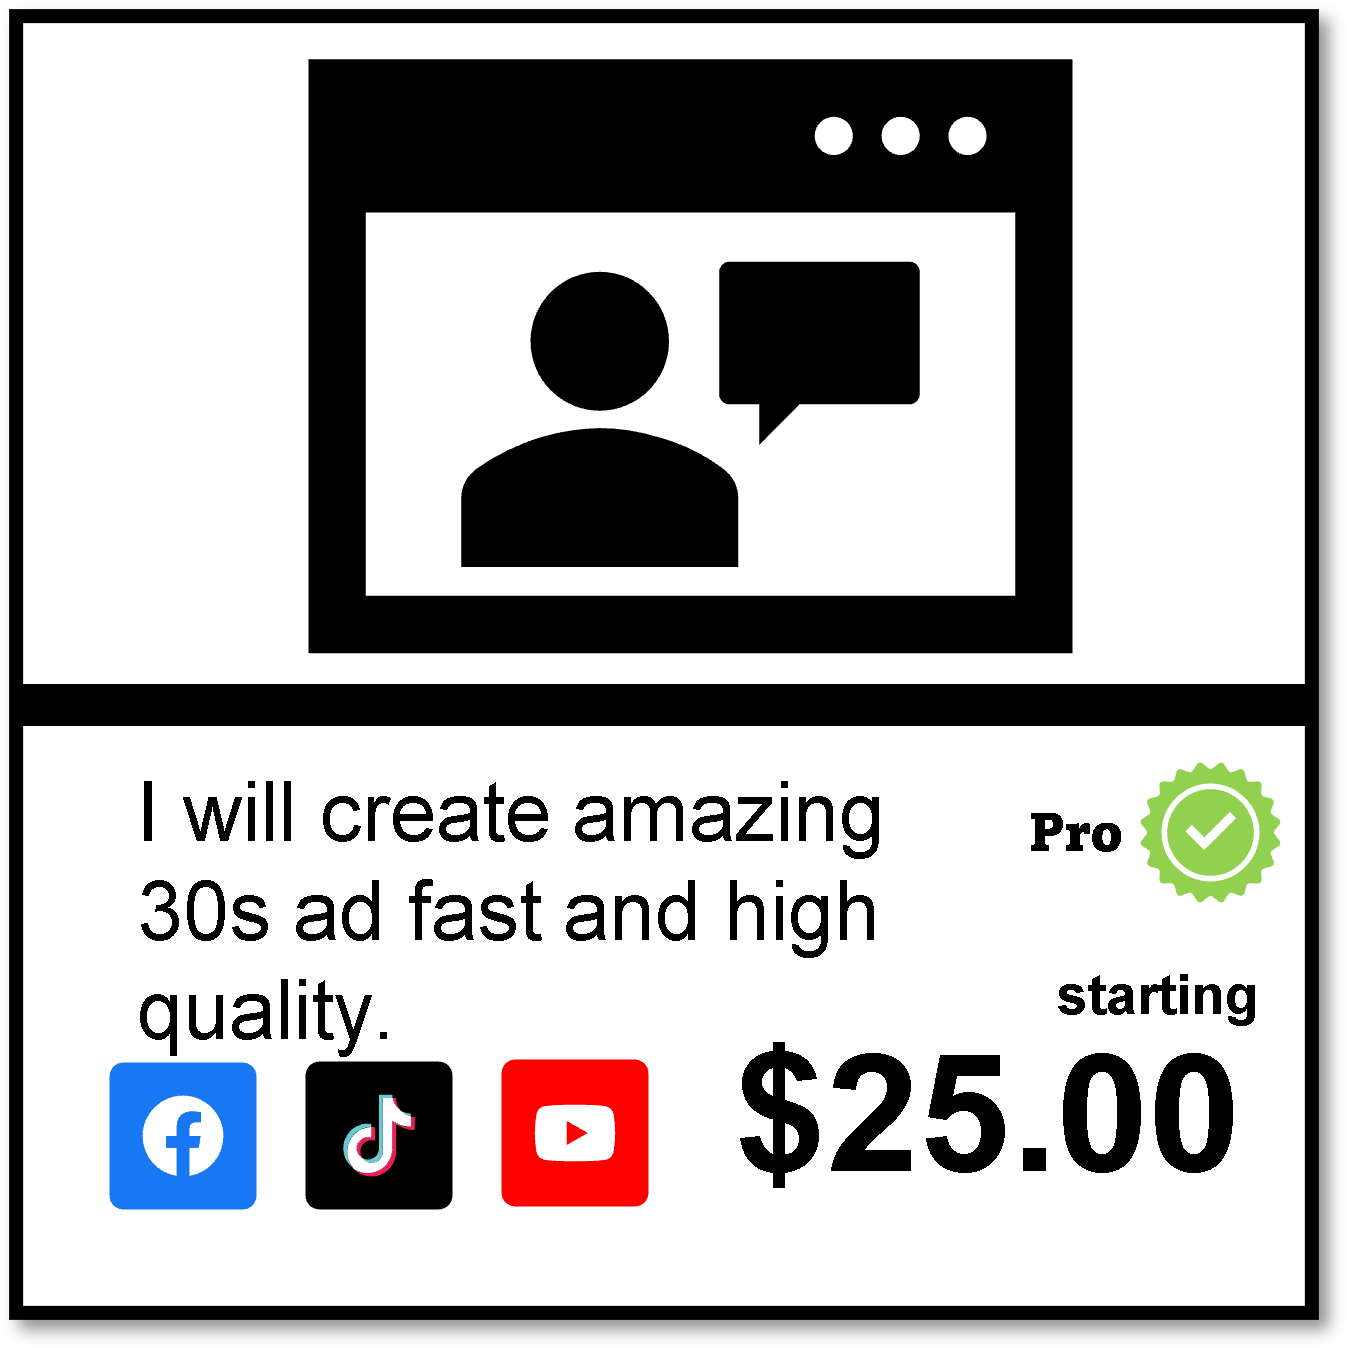 I will create amazing
30s ad fast and high
quality.
Pro
starting
$25.00